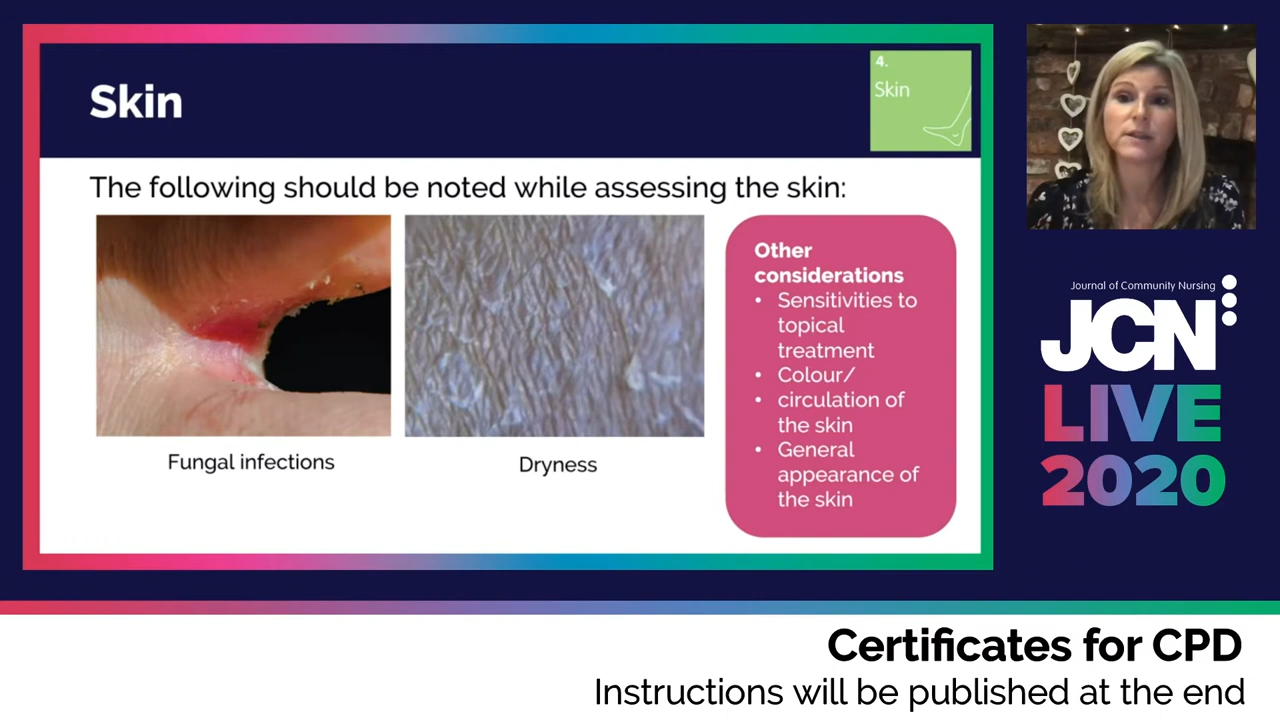 Skin
4.
Skin
The following should be noted while assessing the skin:
Fungal infections
Dryness
Other
considerations
• Sensitivities to
topical
treatment
• Colour/
• circulation of
the skin
• General
appearance of
the skin
Journal of Community Nursing
JCN
LIVE
2020
Certificates for CPD
Instructions will be published at the end